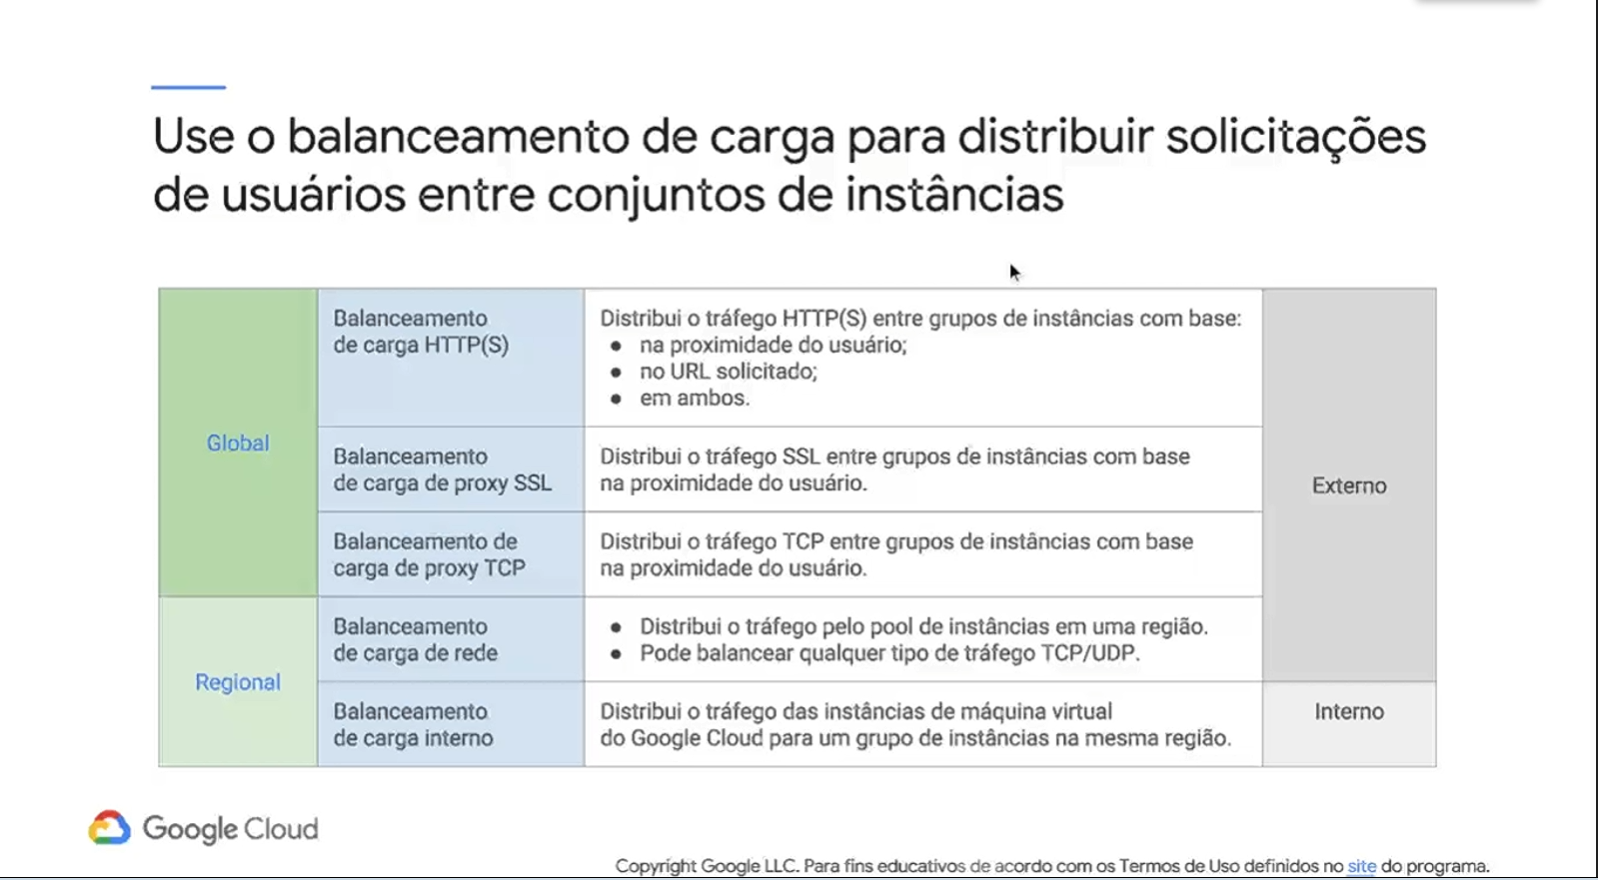 Use o balanceamento de carga para distribuir solicitações
de usuários entre conjuntos de instâncias
Global
Balanceamento
de carga HTTP(S)
Distribui o tráfego HTTP(S) entre grupos de instâncias com base:
● na proximidade do usuário;
● no URL solicitado;
● em ambos.
Externo
Balanceamento
de carga de proxy SSL
Distribui o tráfego SSL entre grupos de instâncias com base
na proximidade do usuário.
Balanceamento de
carga de proxy TCP
Distribui o tráfego TCP entre grupos de instâncias com base
na proximidade do usuário.
Regional
Balanceamento
de carga de rede
● Distribui o tráfego pelo pool de instâncias em uma região.
● Pode balancear qualquer tipo de tráfego TCP/UDP.
Balanceamento
de carga interno
Distribui o tráfego das instâncias de máquina virtual
do Google Cloud para um grupo de instâncias na mesma região.
Interno
Google Cloud
Copyright Google LLC. Para fins educativos de acordo com os Termos de Uso definidos no site do programa.